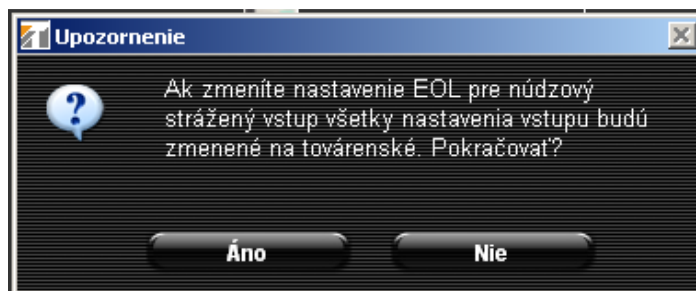 Upozornenie
Ak zmeníte nastavenie EOL pre núdzový
strážený vstup všetky nastavenia vstupu budú
zmenené na továrenské. Pokračovať?
Áno
Nie